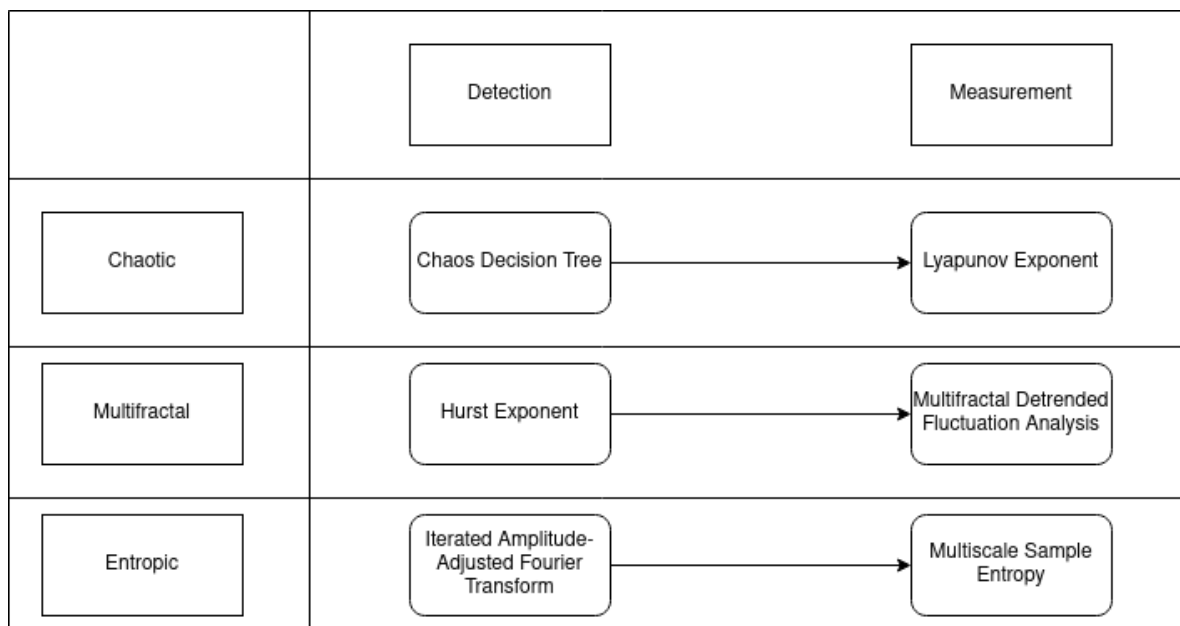 Detection
Measurement
Chaotic
Chaos Decision Tree
Lyapunov Exponent
Multifractal
Hurst Exponent
Multifractal Detrended
Fluctuation Analysis
Entropic
Iterated Amplitude-
Adjusted Fourier
Transform
Multiscale Sample
Entropy